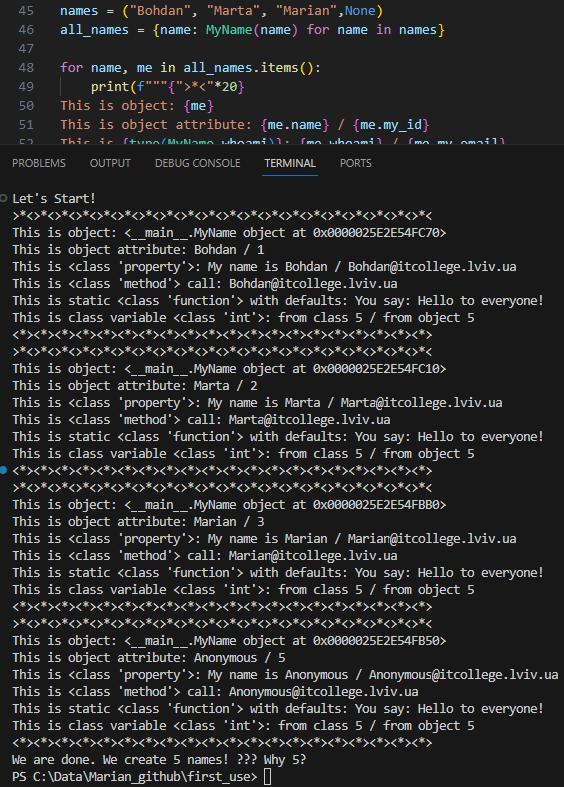 45 names = ("Bohdan", "Marta", "Marian",None)
46 all_names = {name: MyName(name) for name in names}
47
48 for name, me in all_names.items():
49     print(f"""{">*<"*20}
50 This is object: {me}
51 This is object attribute: {me.name} / {me.my_id}
52 This is {type(MyName.whoami)}: {me.whoami} / {me.my_email}
PROBLEMS OUTPUT DEBUG CONSOLE TERMINAL PORTS
Let's Start!
>*<>*<>*<>*<>*<>*<>*<>*<>*<>*<>*<>*<>*<>*<>*<>*<>*<>*<>*<>*<
This is object: <__main__.MyName object at 0x0000025E2E54FC70>
This is object attribute: Bohdan / 1
This is <class 'property'>: My name is Bohdan / Bohdan@itcollege.lviv.ua
This is <class 'method'> call: Bohdan@itcollege.lviv.ua
This is static <class 'function'> with defaults: You say: Hello to everyone!
This is class variable <class 'int'>: from class 5 / from object 5
<*><*><*><*><*><*><*><*><*><*><*><*><*><*><*><*><*><*><*><*>
>*<>*<>*<>*<>*<>*<>*<>*<>*<>*<>*<>*<>*<>*<>*<>*<>*<>*<>*<>*<
This is object: <__main__.MyName object at 0x0000025E2E54FC10>
This is object attribute: Marta / 2
This is <class 'property'>: My name is Marta / Marta@itcollege.lviv.ua
This is <class 'method'> call: Marta@itcollege.lviv.ua
This is static <class 'function'> with defaults: You say: Hello to everyone!
This is class variable <class 'int'>: from class 5 / from object 5
<*><*><*><*><*><*><*><*><*><*><*><*><*><*><*><*><*><*><*><*>
>*<>*<>*<>*<>*<>*<>*<>*<>*<>*<>*<>*<>*<>*<>*<>*<>*<>*<>*<>*<
This is object: <__main__.MyName object at 0x0000025E2E54FBB0>
This is object attribute: Marian / 3
This is <class 'property'>: My name is Marian / Marian@itcollege.lviv.ua
This is <class 'method'> call: Marian@itcollege.lviv.ua
This is static <class 'function'> with defaults: You say: Hello to everyone!
This is class variable <class 'int'>: from class 5 / from object 5
<*><*><*><*><*><*><*><*><*><*><*><*><*><*><*><*><*><*><*><*>
>*<>*<>*<>*<>*<>*<>*<>*<>*<>*<>*<>*<>*<>*<>*<>*<>*<>*<>*<>*<
This is object: <__main__.MyName object at 0x0000025E2E54FB50>
This is object attribute: Anonymous / 5
This is <class 'property'>: My name is Anonymous / Anonymous@itcollege.lviv.ua
This is <class 'method'> call: Anonymous@itcollege.lviv.ua
This is static <class 'function'> with defaults: You say: Hello to everyone!
This is class variable <class 'int'>: from class 5 / from object 5
<*><*><*><*><*><*><*><*><*><*><*><*><*><*><*><*><*><*><*><*>
We are done. We create 5 names! ??? Why 5?
PS C:\Data\Marian_github\first_use>